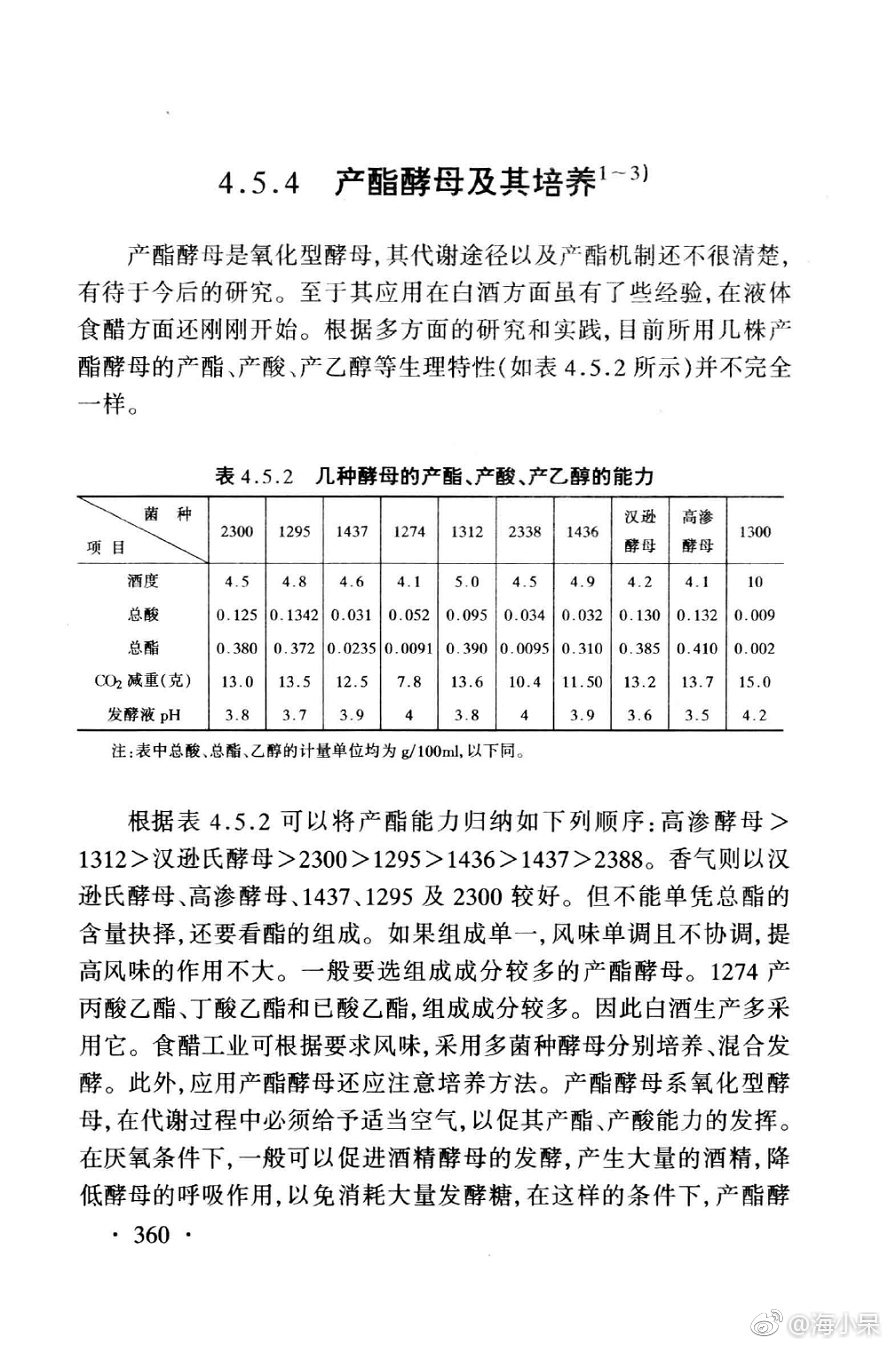 4.5.4 产酯酵母及其培养1~3)
产酯酵母是氧化型酵母,其代谢途径以及产酯机制还不很清楚,
有待于今后的研究。至于其应用在白酒方面虽有了些经验,在液体
食醋方面还刚刚开始。根据多方面的研究和实践,目前所用几株产
酯酵母的产酯、产酸、产乙醇等生理特性(如表 4.5.2 所示)并不完全
一样。
表 4.5.2 几种酵母的产酯、产酸、产乙醇的能力
项目 菌种 2300 1295 1437 1274 1312 2338 1436 汉逊酵母 高渗酵母 1300
酒度 4.5 4.8 4.6 4.1 5.0 4.5 4.9 4.2 4.1 10
总酸 0.125 0.1342 0.031 0.052 0.095 0.034 0.032 0.130 0.132 0.009
总酯 0.380 0.372 0.0235 0.0091 0.390 0.0095 0.310 0.385 0.410 0.002
CO₂ 减重(克) 13.0 13.5 12.5 7.8 13.6 10.4 11.50 13.2 13.7 15.0
发酵液 pH 3.8 3.7 3.9 4 3.8 4 3.9 3.6 3.5 4.2
注:表中总酸、总酯、乙醇的计量单位均为 g/100ml,以下同。
根据表 4.5.2 可以将产酯能力归纳如下列顺序:高渗酵母>
1312>汉逊氏酵母>2300>1295>1436>1437>2388。香气则以汉
逊氏酵母、高渗酵母、1437、1295 及 2300 较好。但不能单凭总酯的
含量抉择,还要看酯的组成。如果组成单一,风味单调且不协调,提
高风味的作用不大。一般要选组成成分较多的产酯酵母。1274 产
丙酸乙酯、丁酸乙酯和已酸乙酯,组成成分较多。因此白酒生产多采
用它。食醋工业可根据要求风味,采用多菌种酵母分别培养、混合发
酵。此外,应用产酯酵母还应注意培养方法。产酯酵母系氧化型酵
母,在代谢过程中必须给予适当空气,以促其产酯、产酸能力的发挥。
在厌氧条件下,一般可以促进酒精酵母的发酵,产生大量的酒精,降
低酵母的呼吸作用,以免消耗大量发酵糖,在这样的条件下,产酯酵
· 360 ·
@海小呆